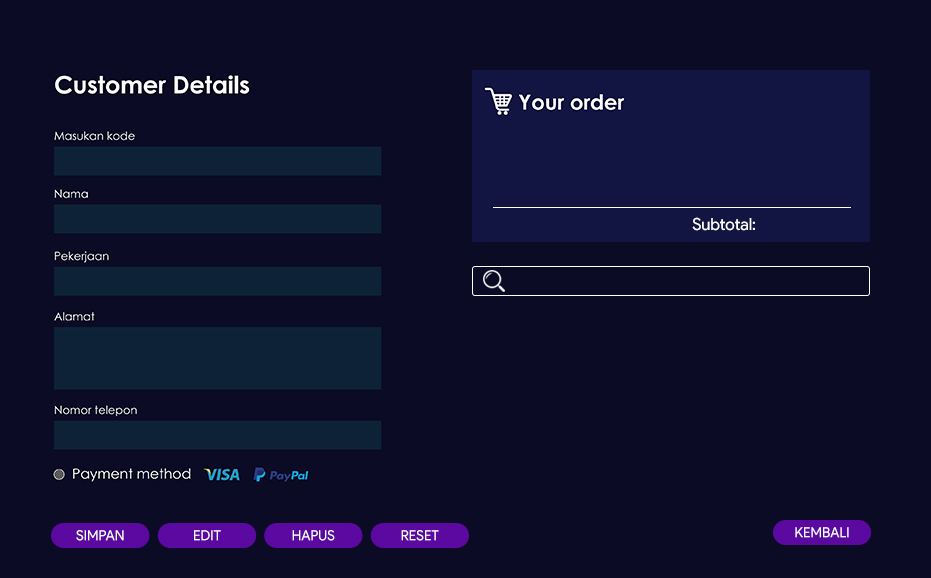 Customer Details
Masukan kode
Nama
Pekerjaan
Alamat
Nomor telepon
Payment method VISA PayPal
SIMPAN EDIT HAPUS RESET
Your order
Subtotal:
KEMBALI